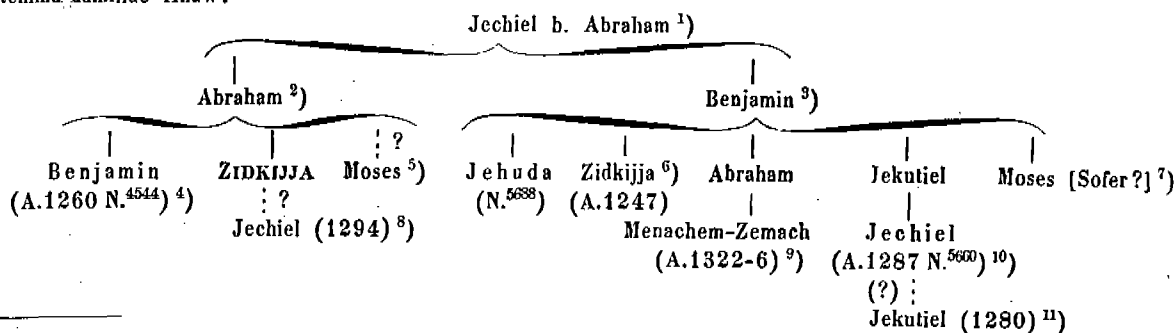 Jechiel b. Abraham ¹)
Abraham ²) Benjamin ³)
? 
Benjamin ZIDKIJJA Moses ⁵) Jehuda Zidkijja ⁶) Abraham Jekutiel Moses [Sofer?] ⁷)
(A.1260 N.⁴⁵⁴⁴) ⁴) ? (N.⁵⁶⁸⁸) (A.1247)
Jechiel (1294) ⁸) Menachem-Zemach Jechiel
(A.1322-6) ⁹) (A.1287 N.⁵⁶⁶⁰) ¹⁰)
(?)
Jekutiel (1280) ¹¹)